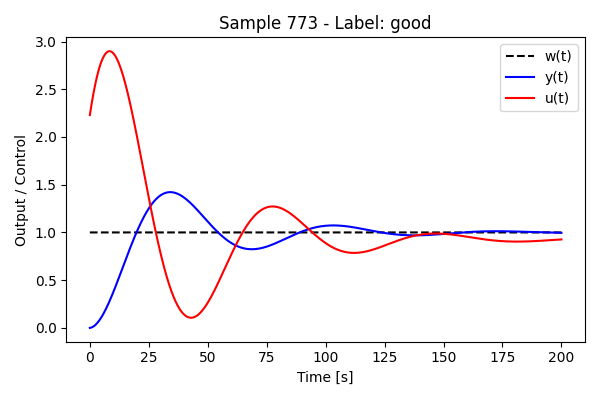 Sample 773 - Label: good
w(t)
y(t)
u(t)
Output / Control
3.0
2.5
2.0
1.5
1.0
0.5
0.0
0 25 50 75 100 125 150 175 200
Time [s]